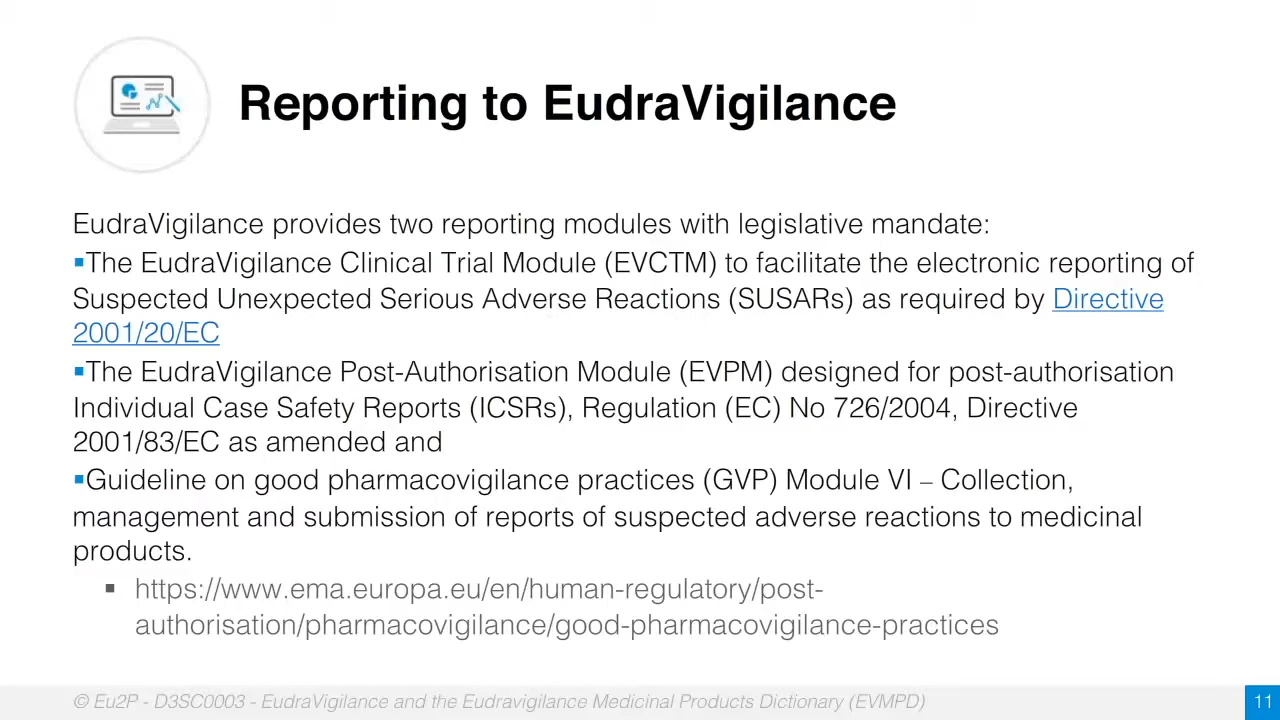 Reporting to EudraVigilance
EudraVigilance provides two reporting modules with legislative mandate:
▪The EudraVigilance Clinical Trial Module (EVCTM) to facilitate the electronic reporting of
Suspected Unexpected Serious Adverse Reactions (SUSARs) as required by Directive
2001/20/EC
▪The EudraVigilance Post-Authorisation Module (EVPM) designed for post-authorisation
Individual Case Safety Reports (ICSRs), Regulation (EC) No 726/2004, Directive
2001/83/EC as amended and
▪Guideline on good pharmacovigilance practices (GVP) Module VI – Collection,
management and submission of reports of suspected adverse reactions to medicinal
products.
▪ https://www.ema.europa.eu/en/human-regulatory/post-
authorisation/pharmacovigilance/good-pharmacovigilance-practices
© Eu2P - D3SC0003 - EudraVigilance and the Eudravigilance Medicinal Products Dictionary (EVMPD)
11